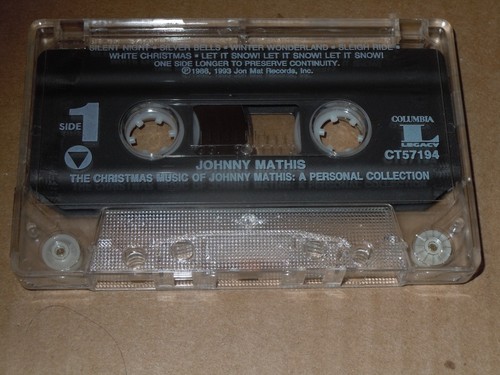 SILENT NIGHT • SILVER BELLS • WINTER WONDERLAND • SLEIGH RIDE •
WHITE CHRISTMAS • LET IT SNOW! LET IT SNOW! LET IT SNOW!
ONE SIDE LONGER TO PRESERVE CONTINUITY.
℗1988, 1993 Jon Mat Records, Inc.
SIDE 1
COLUMBIA
L
LEGACY
CT57194
JOHNNY MATHIS
THE CHRISTMAS MUSIC OF JOHNNY MATHIS: A PERSONAL COLLECTION